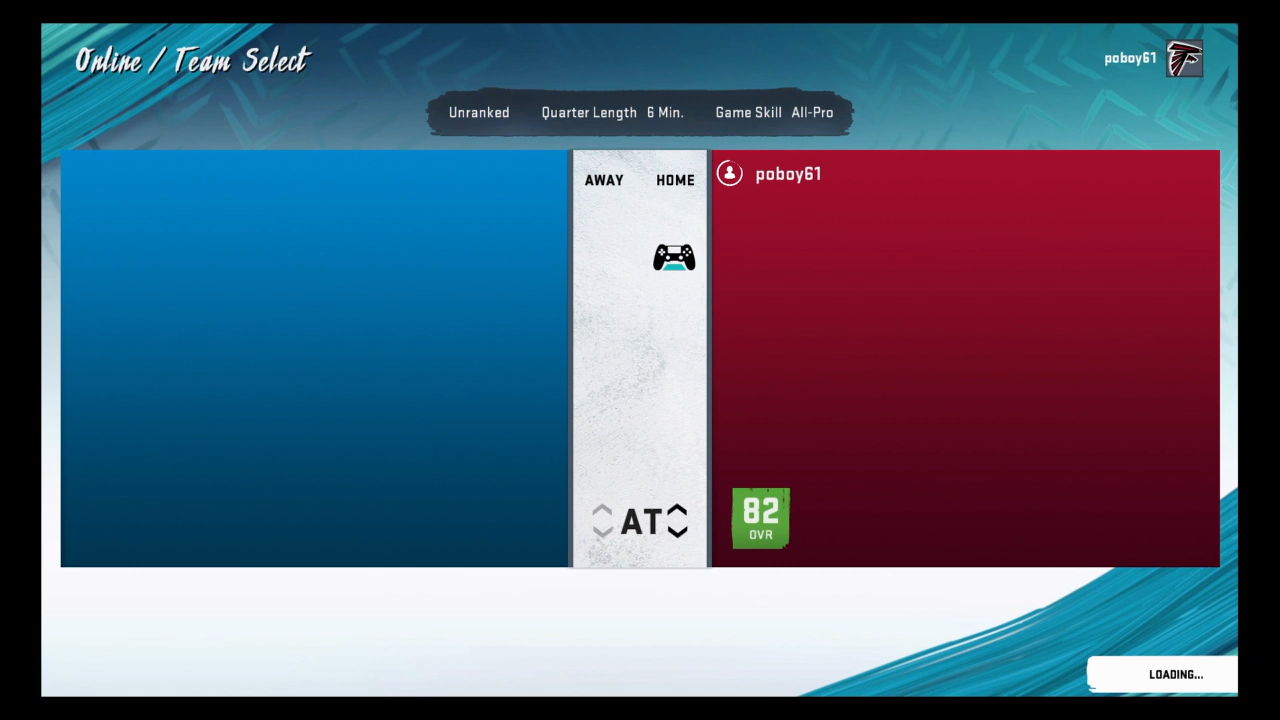 Online / Team Select
poboy61
Unranked Quarter Length 6 Min. Game Skill All-Pro
AWAY HOME
poboy61
AT
82
OVR
LOADING...